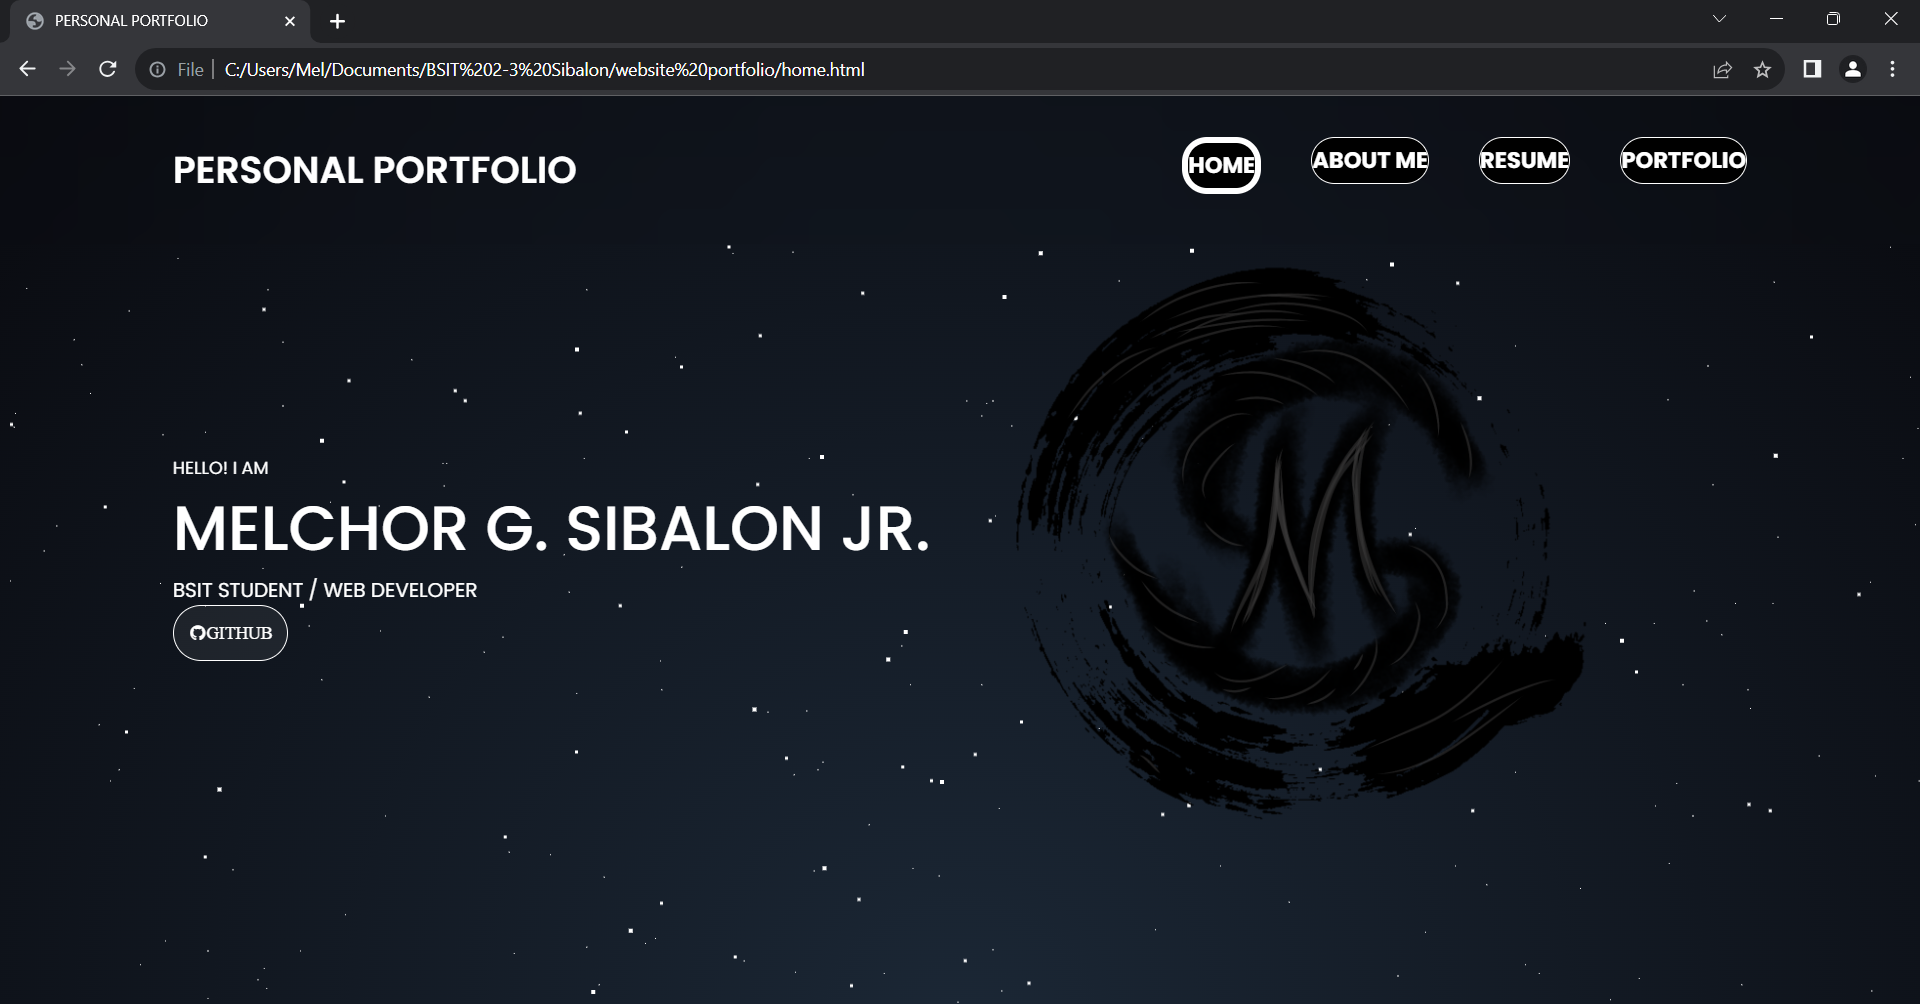 PERSONAL PORTFOLIO
File
C:/Users/Mel/Documents/BSIT%202-3%20Sibalon/website%20portfolio/home.html
PERSONAL PORTFOLIO
HOME
ABOUT ME
RESUME
PORTFOLIO
HELLO! I AM
MELCHOR G. SIBALON JR.
BSIT STUDENT / WEB DEVELOPER
GITHUB
M